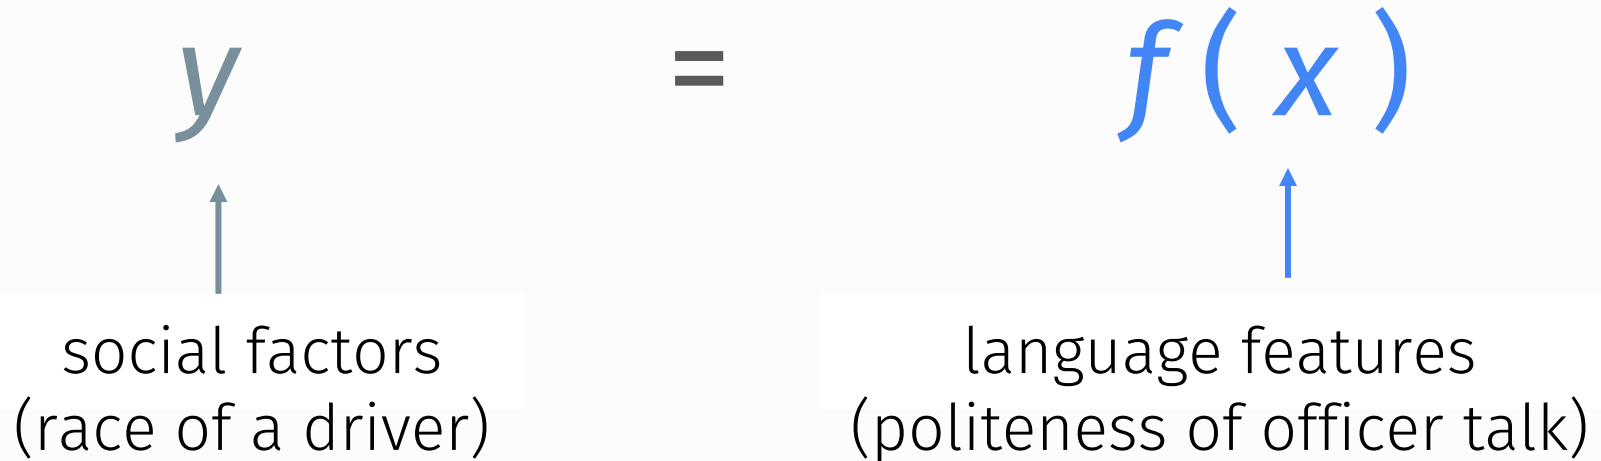 y = f(x)
social factors
(race of a driver)
language features
(politeness of officer talk)